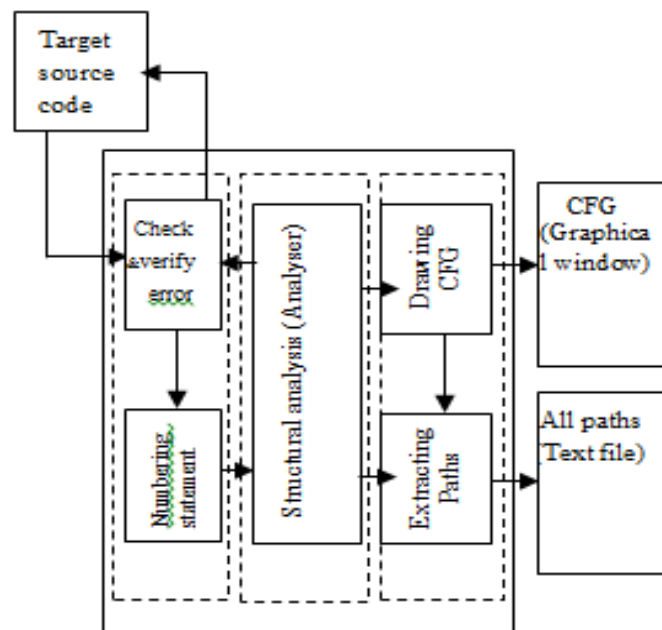 Target
source
code
Check
&verify
error
Numbering
statement
Structural analysis (Analyser)
Drawing
CFG
Extracting
Paths
CFG
(Graphica
l window)
All paths
(Text file)